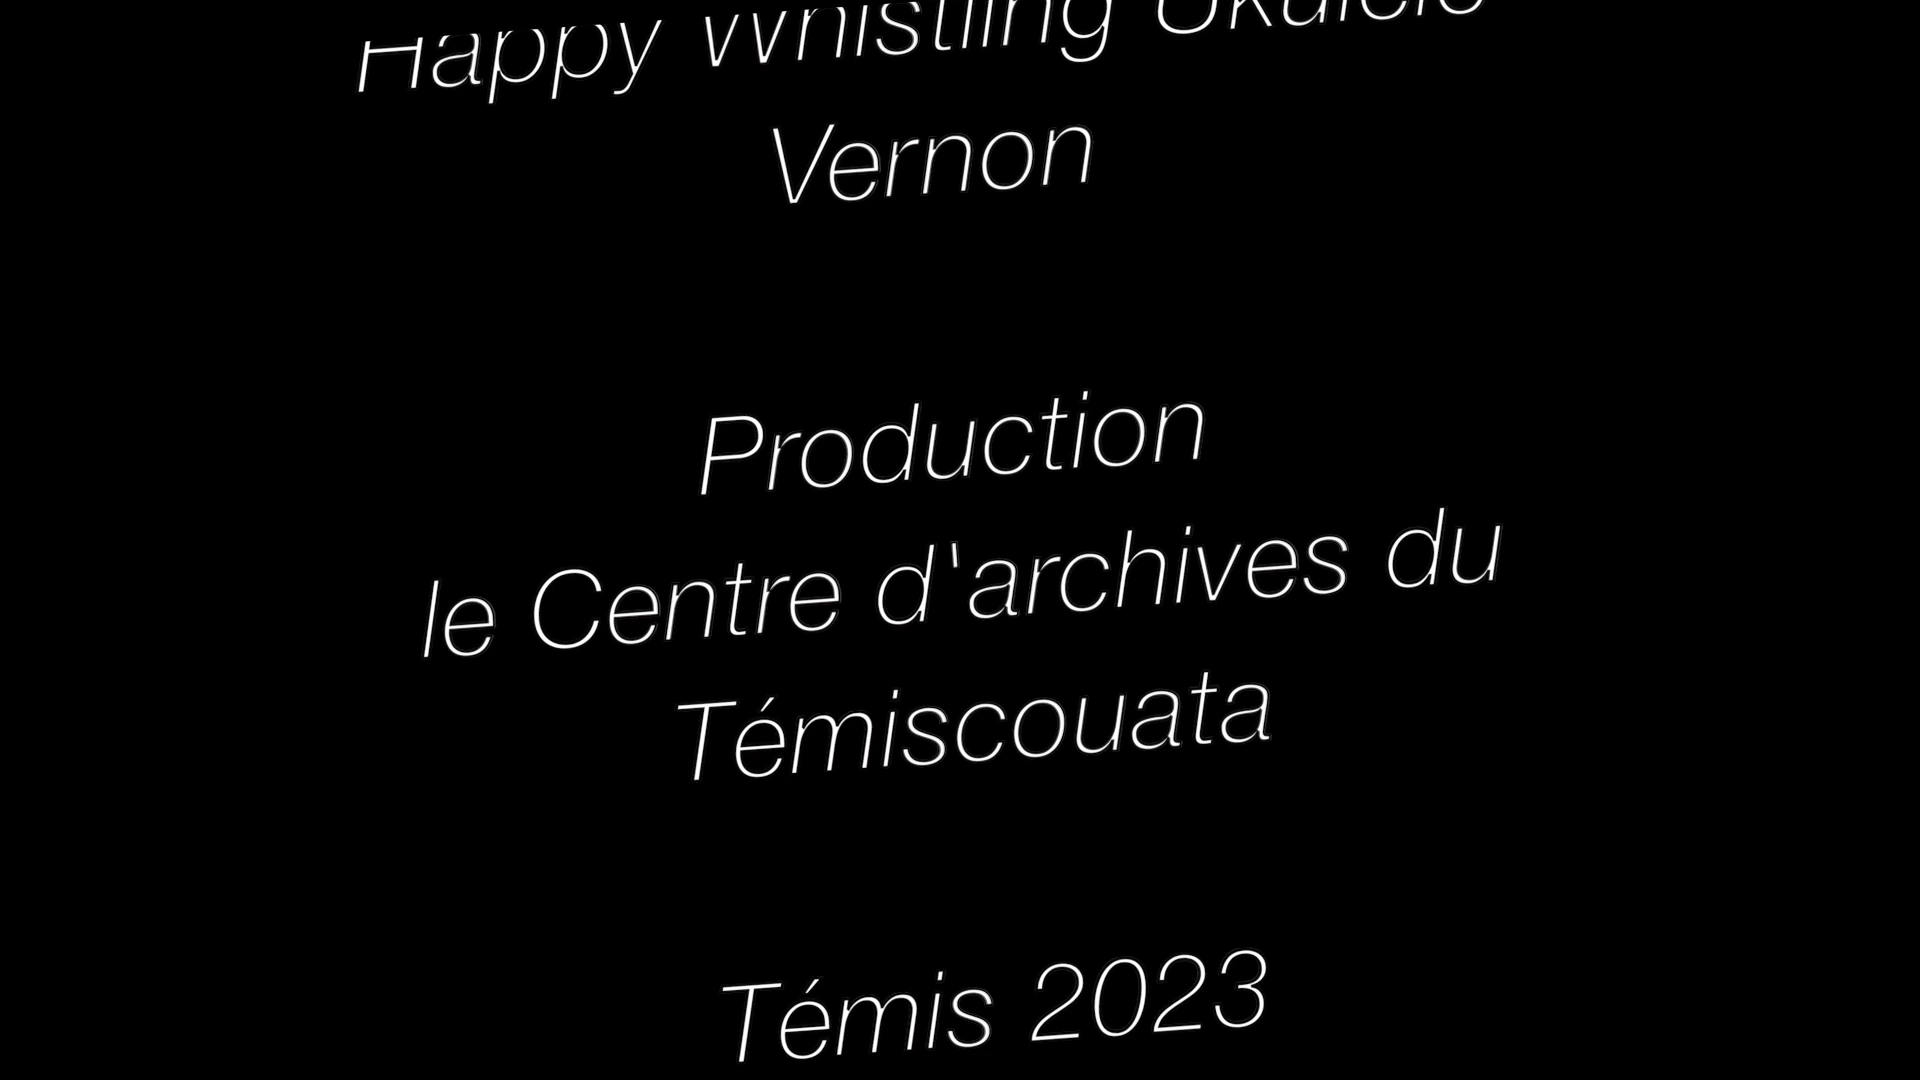 Happy Whistling Ukulele
Vernon
Production
le Centre d'archives du
Témiscouata
Témis 2023